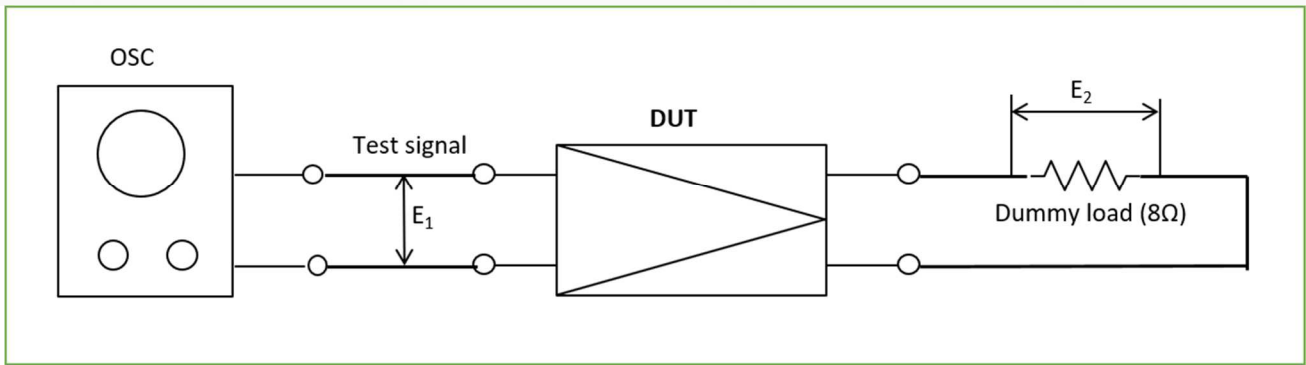 OSC
Test signal
E₁
DUT
E₂
Dummy load (8Ω)